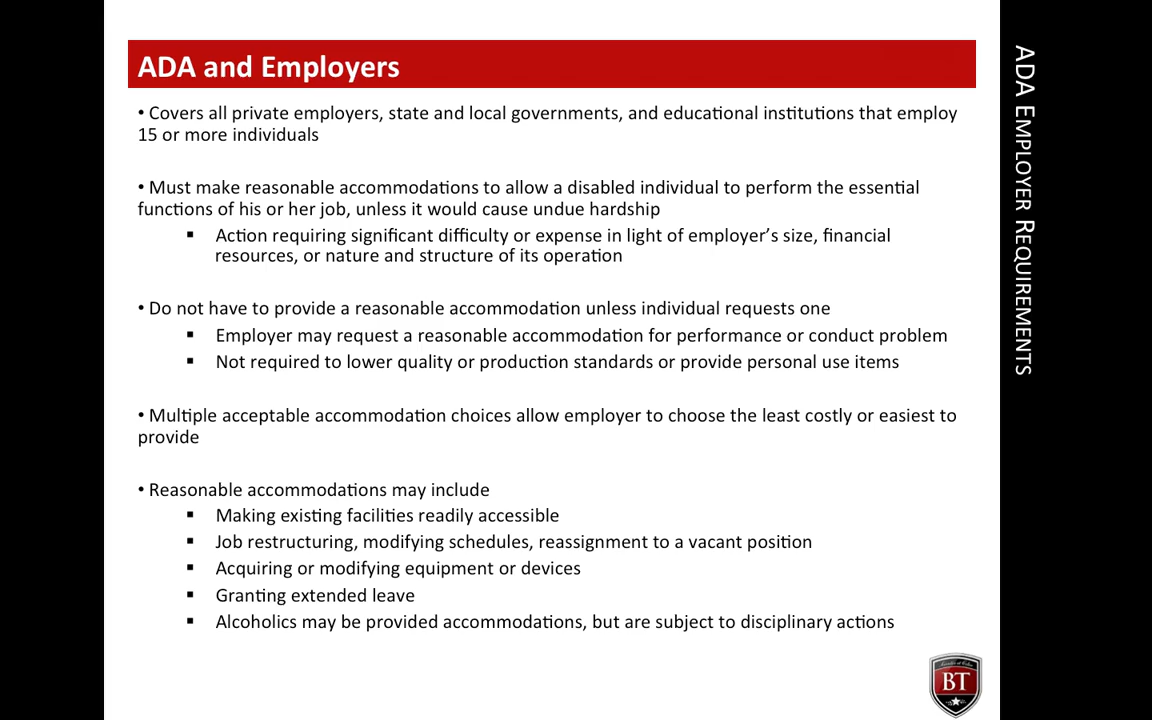 ADA and Employers
• Covers all private employers, state and local governments, and educational institutions that employ
15 or more individuals
• Must make reasonable accommodations to allow a disabled individual to perform the essential
functions of his or her job, unless it would cause undue hardship
▪ Action requiring significant difficulty or expense in light of employer's size, financial
resources, or nature and structure of its operation
• Do not have to provide a reasonable accommodation unless individual requests one
▪ Employer may request a reasonable accommodation for performance or conduct problem
▪ Not required to lower quality or production standards or provide personal use items
• Multiple acceptable accommodation choices allow employer to choose the least costly or easiest to
provide
• Reasonable accommodations may include
▪ Making existing facilities readily accessible
▪ Job restructuring, modifying schedules, reassignment to a vacant position
▪ Acquiring or modifying equipment or devices
▪ Granting extended leave
▪ Alcoholics may be provided accommodations, but are subject to disciplinary actions
ADA EMPLOYER REQUIREMENTS
BT